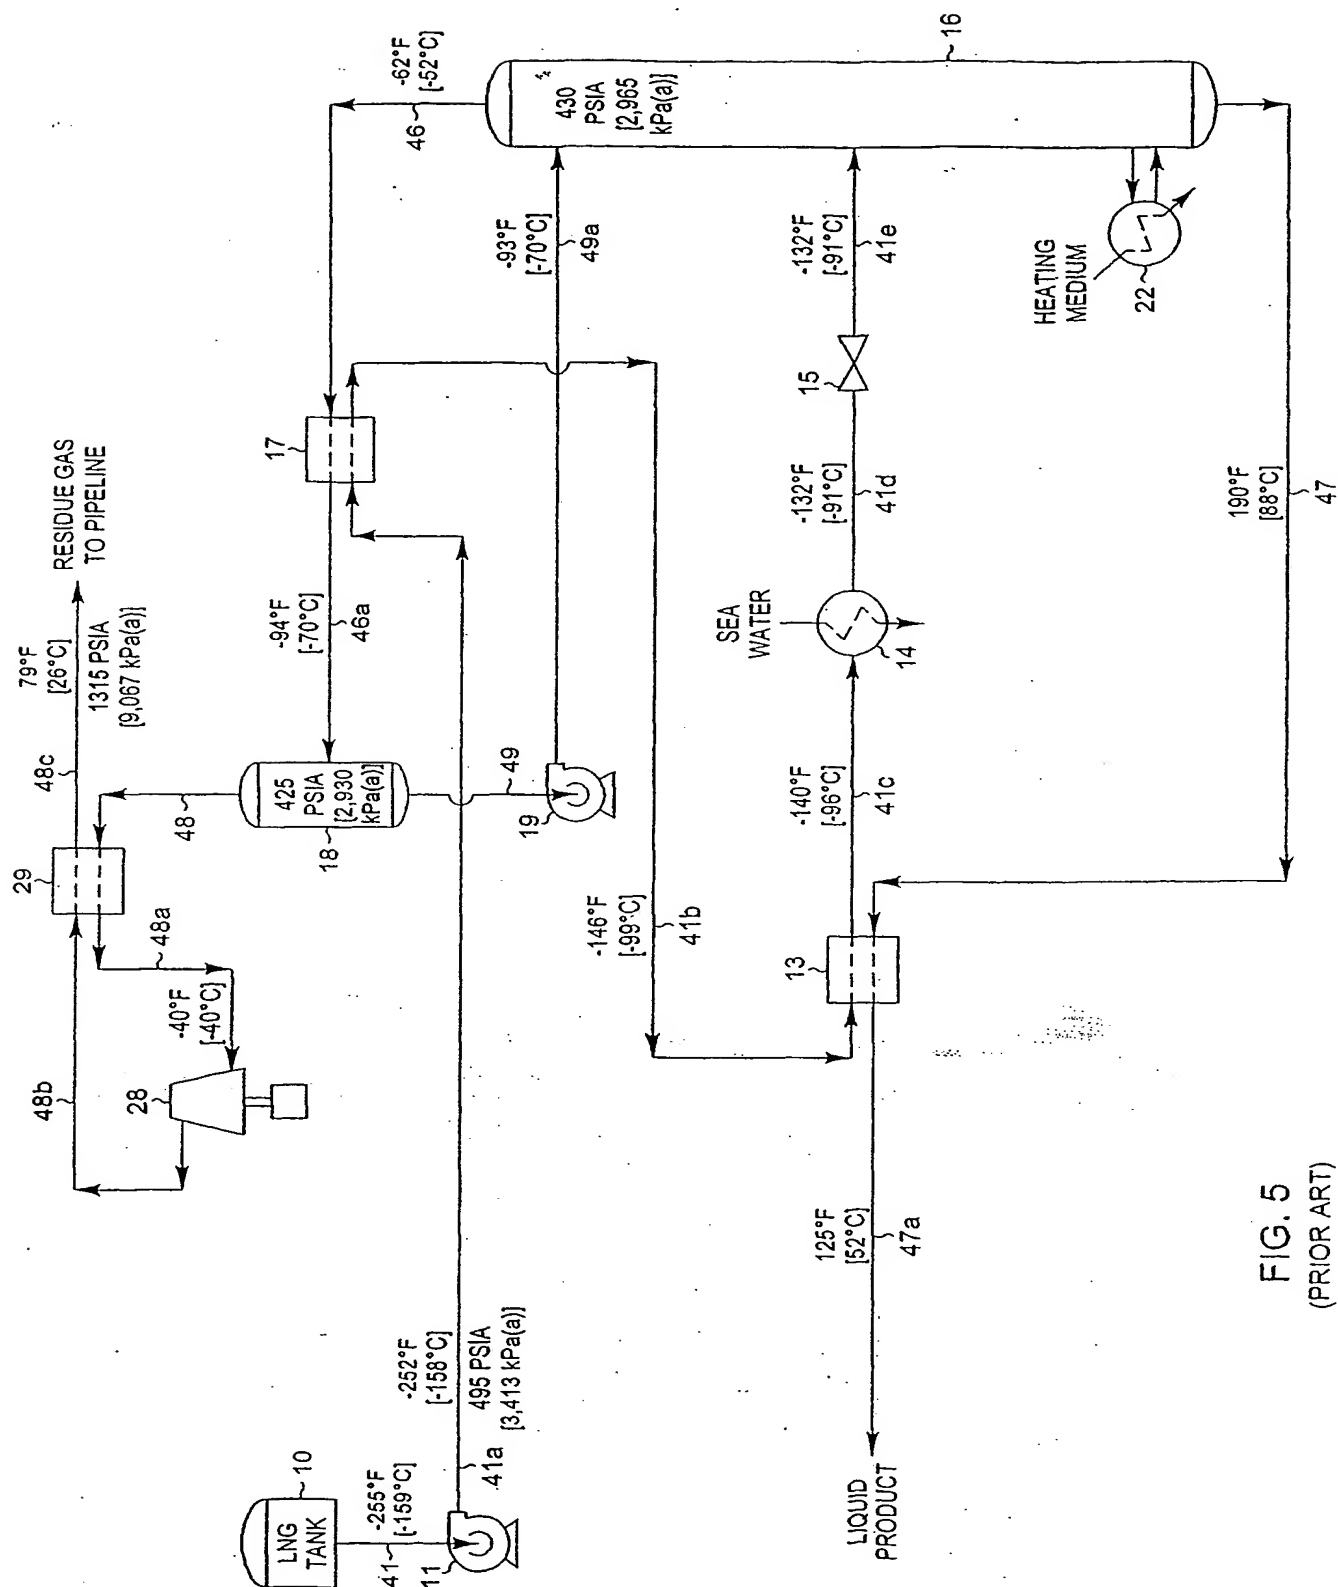 -62°F
[-52°C]
46
16
430
PSIA
[2,965
kPa(a)]
-93°F
[-70°C]
49a
-132°F
[-91°C]
41e
HEATING
MEDIUM
22
15
17
RESIDUE GAS
TO PIPELINE
79°F
[26°C]
1315 PSIA
[9,067 kPa(a)]
48c
-94°F
[-70°C]
46a
SEA
WATER
14
-132°F
[-91°C]
41d
190°F
[88°C]
47
48
425
PSIA
[2,930
kPa(a)]
18
49
19
29
48a
-40°F
[-40°C]
48b
28
-146°F
[-99°C]
41b
-140°F
[-96°C]
41c
13
-252°F
[-158°C]
495 PSIA
[3,413 kPa(a)]
41a
125°F
[52°C]
47a
10
LNG
TANK
-255°F
[-159°C]
41
11
LIQUID
PRODUCT
FIG. 5
(PRIOR ART)